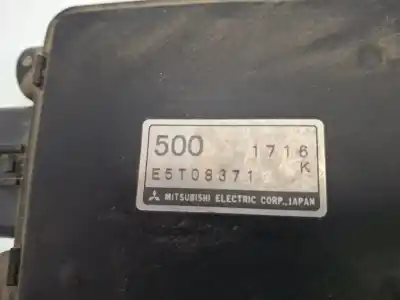 500 1716
E5T08371 K
MITSUBISHI ELECTRIC CORP., JAPAN